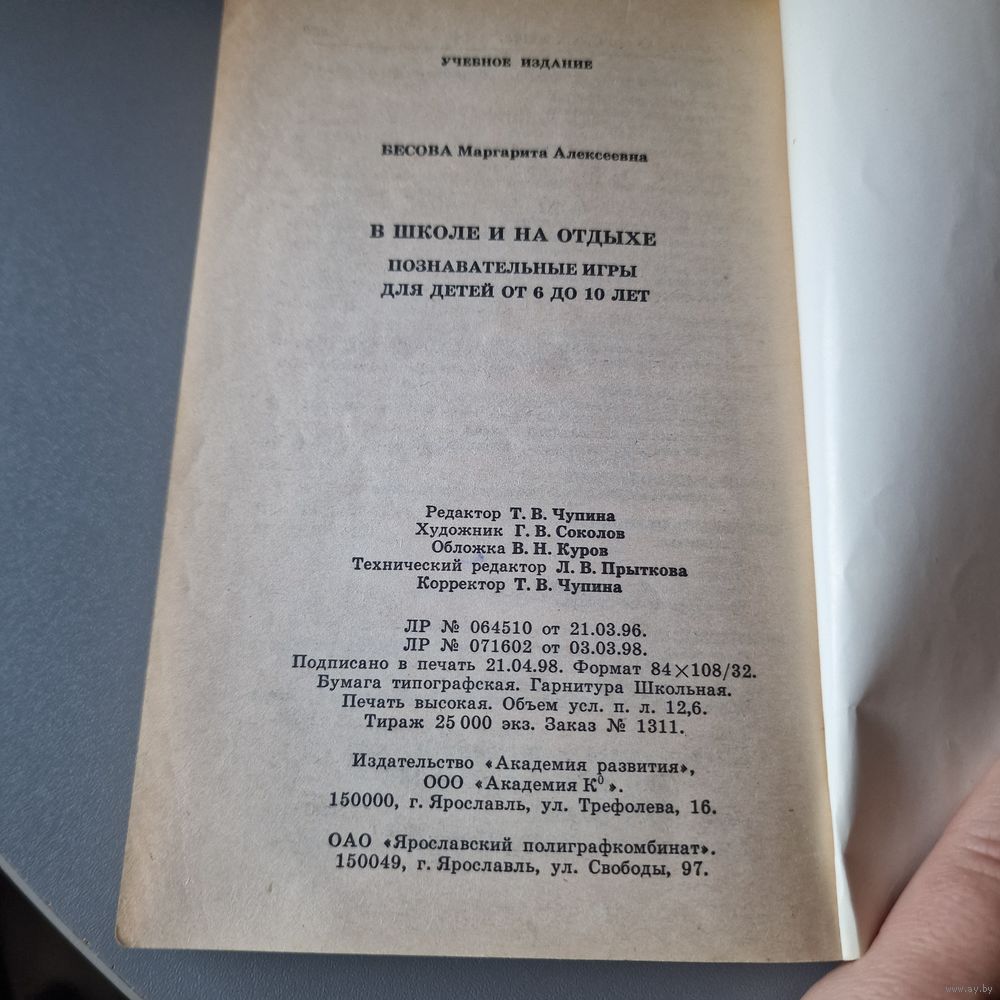 УЧЕБНОЕ ИЗДАНИЕ
БЕСОВА Маргарита Алексеевна
В ШКОЛЕ И НА ОТДЫХЕ
ПОЗНАВАТЕЛЬНЫЕ ИГРЫ
ДЛЯ ДЕТЕЙ ОТ 6 ДО 10 ЛЕТ
Редактор Т. В. Чупина
Художник Г. В. Соколов
Обложка В. Н. Куров
Технический редактор Л. В. Прыткова
Корректор Т. В. Чупина
ЛР № 064510 от 21.03.96.
ЛР № 071602 от 03.03.98.
Подписано в печать 21.04.98. Формат 84×108/32.
Бумага типографская. Гарнитура Школьная.
Печать высокая. Объем усл. п. л. 12,6.
Тираж 25 000 экз. Заказ № 1311.
Издательство «Академия развития»,
ООО «Академия К⁰».
150000, г. Ярославль, ул. Трефолева, 16.
ОАО «Ярославский полиграфкомбинат».
150049, г. Ярославль, ул. Свободы, 97.
www.ay.by